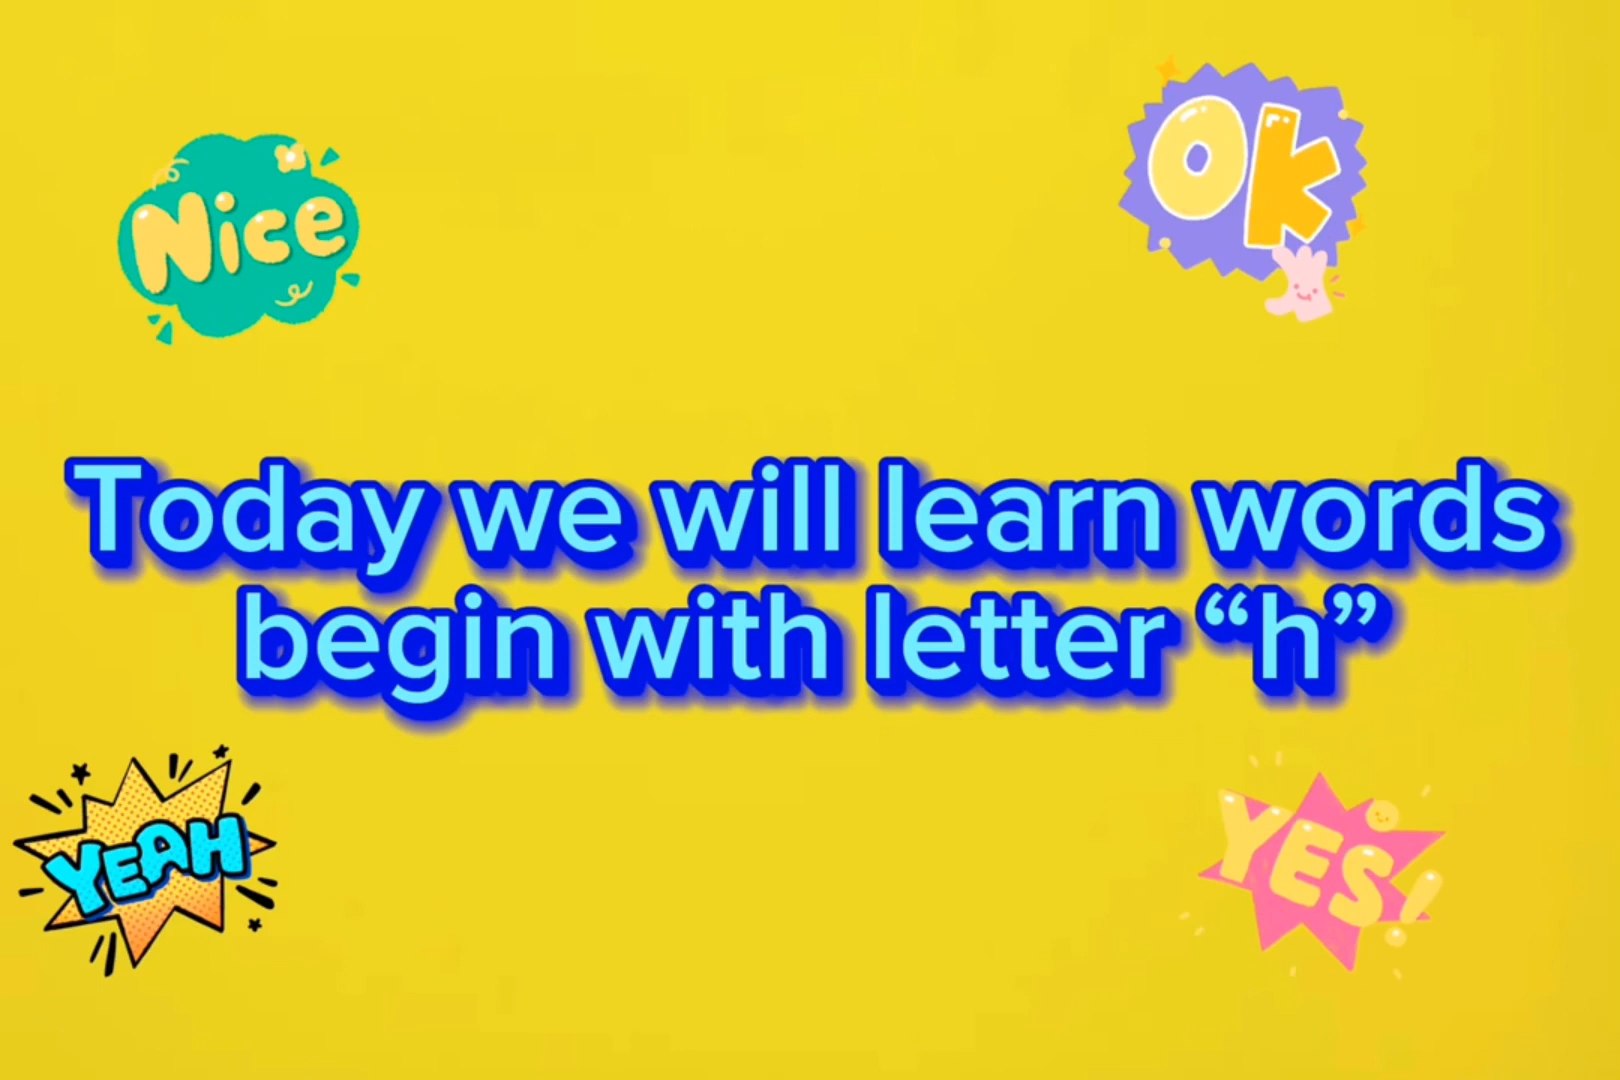 Nice
Ok
Today we will learn words
begin with letter “h”
YEAH
YES!